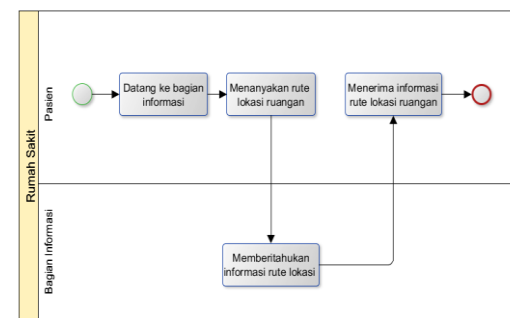 Rumah Sakit
Pasien
Datang ke bagian
informasi
Menanyakan rute
lokasi ruangan
Menerima informasi
rute lokasi ruangan
Bagian Informasi
Memberitahukan
informasi rute lokasi